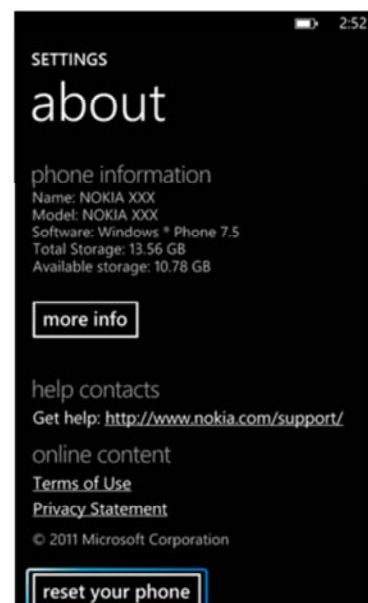 2:52
SETTINGS
about
phone information
Name: NOKIA XXX
Model: NOKIA XXX
Software: Windows ® Phone 7.5
Total Storage: 13.56 GB
Available storage: 10.78 GB
more info
help contacts
Get help: http://www.nokia.com/support/
online content
Terms of Use
Privacy Statement
© 2011 Microsoft Corporation
reset your phone